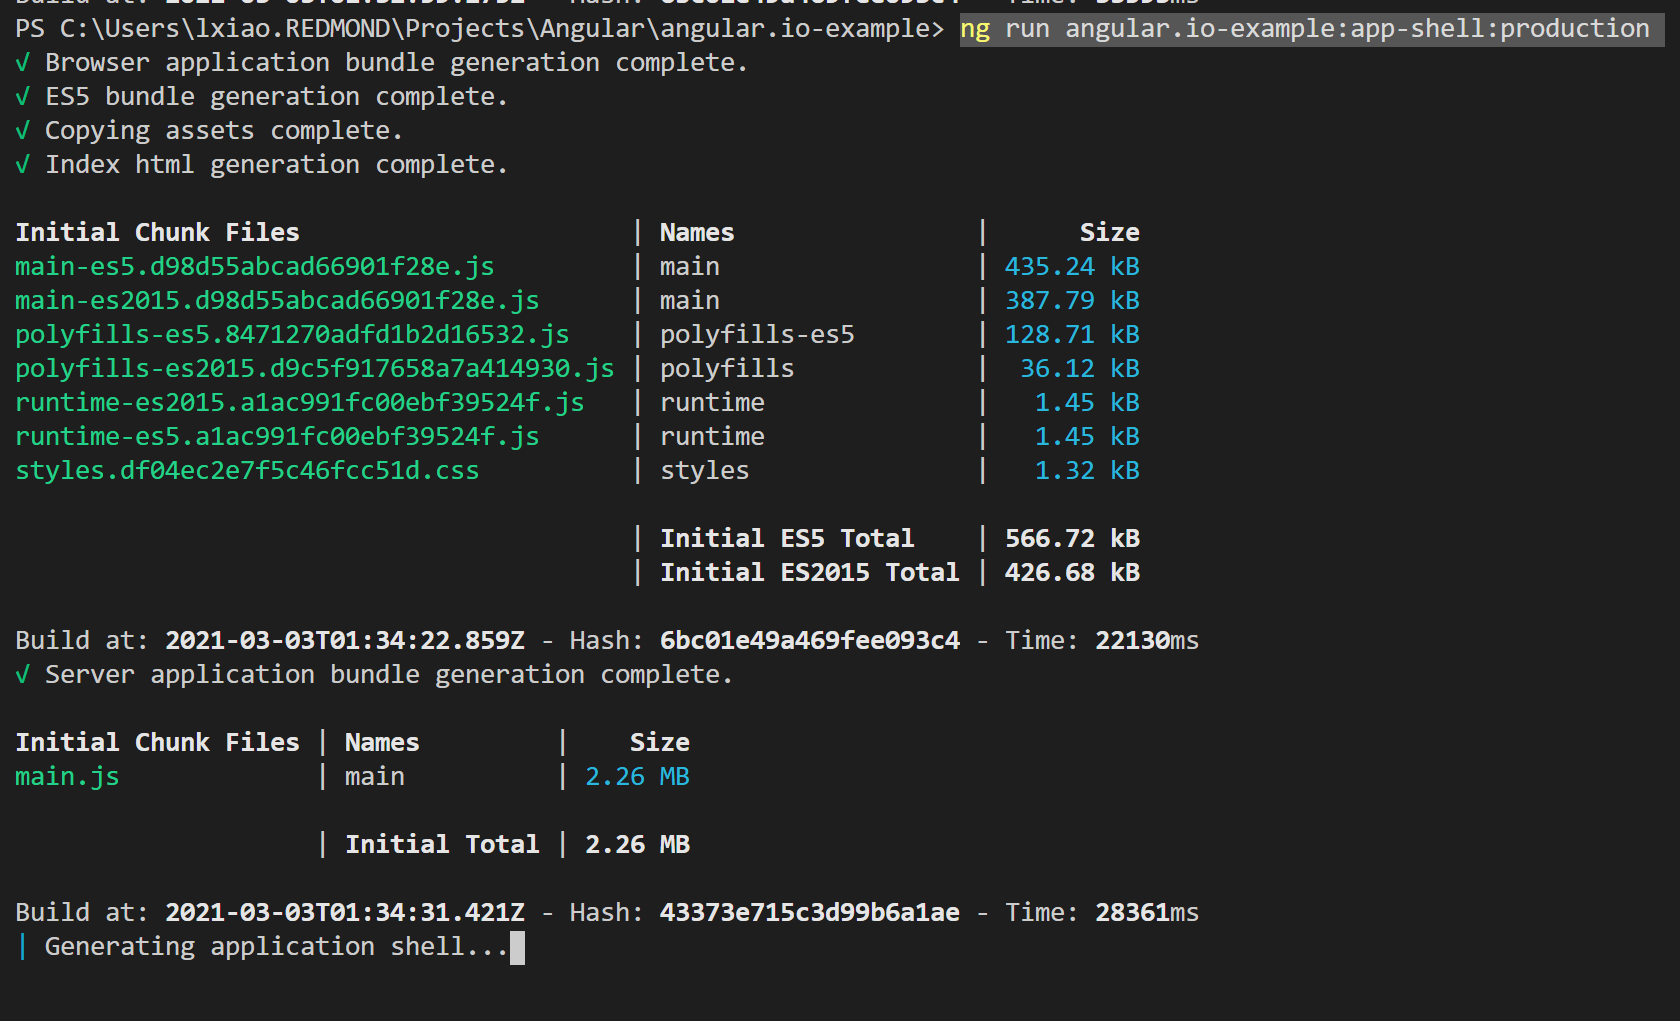 PS C:\Users\lxiao.REDMOND\Projects\Angular\angular.io-example> ng run angular.io-example:app-shell:production
√ Browser application bundle generation complete.
√ ES5 bundle generation complete.
√ Copying assets complete.
√ Index html generation complete.
Initial Chunk Files | Names | Size
main-es5.d98d55abcad66901f28e.js | main | 435.24 kB
main-es2015.d98d55abcad66901f28e.js | main | 387.79 kB
polyfills-es5.8471270adfd1b2d16532.js | polyfills-es5 | 128.71 kB
polyfills-es2015.d9c5f917658a7a414930.js | polyfills | 36.12 kB
runtime-es2015.a1ac991fc00ebf39524f.js | runtime | 1.45 kB
runtime-es5.a1ac991fc00ebf39524f.js | runtime | 1.45 kB
styles.df04ec2e7f5c46fcc51d.css | styles | 1.32 kB
| Initial ES5 Total | 566.72 kB
| Initial ES2015 Total | 426.68 kB
Build at: 2021-03-03T01:34:22.859Z - Hash: 6bc01e49a469fee093c4 - Time: 22130ms
√ Server application bundle generation complete.
Initial Chunk Files | Names | Size
main.js | main | 2.26 MB
| Initial Total | 2.26 MB
Build at: 2021-03-03T01:34:31.421Z - Hash: 43373e715c3d99b6a1ae - Time: 28361ms
| Generating application shell...